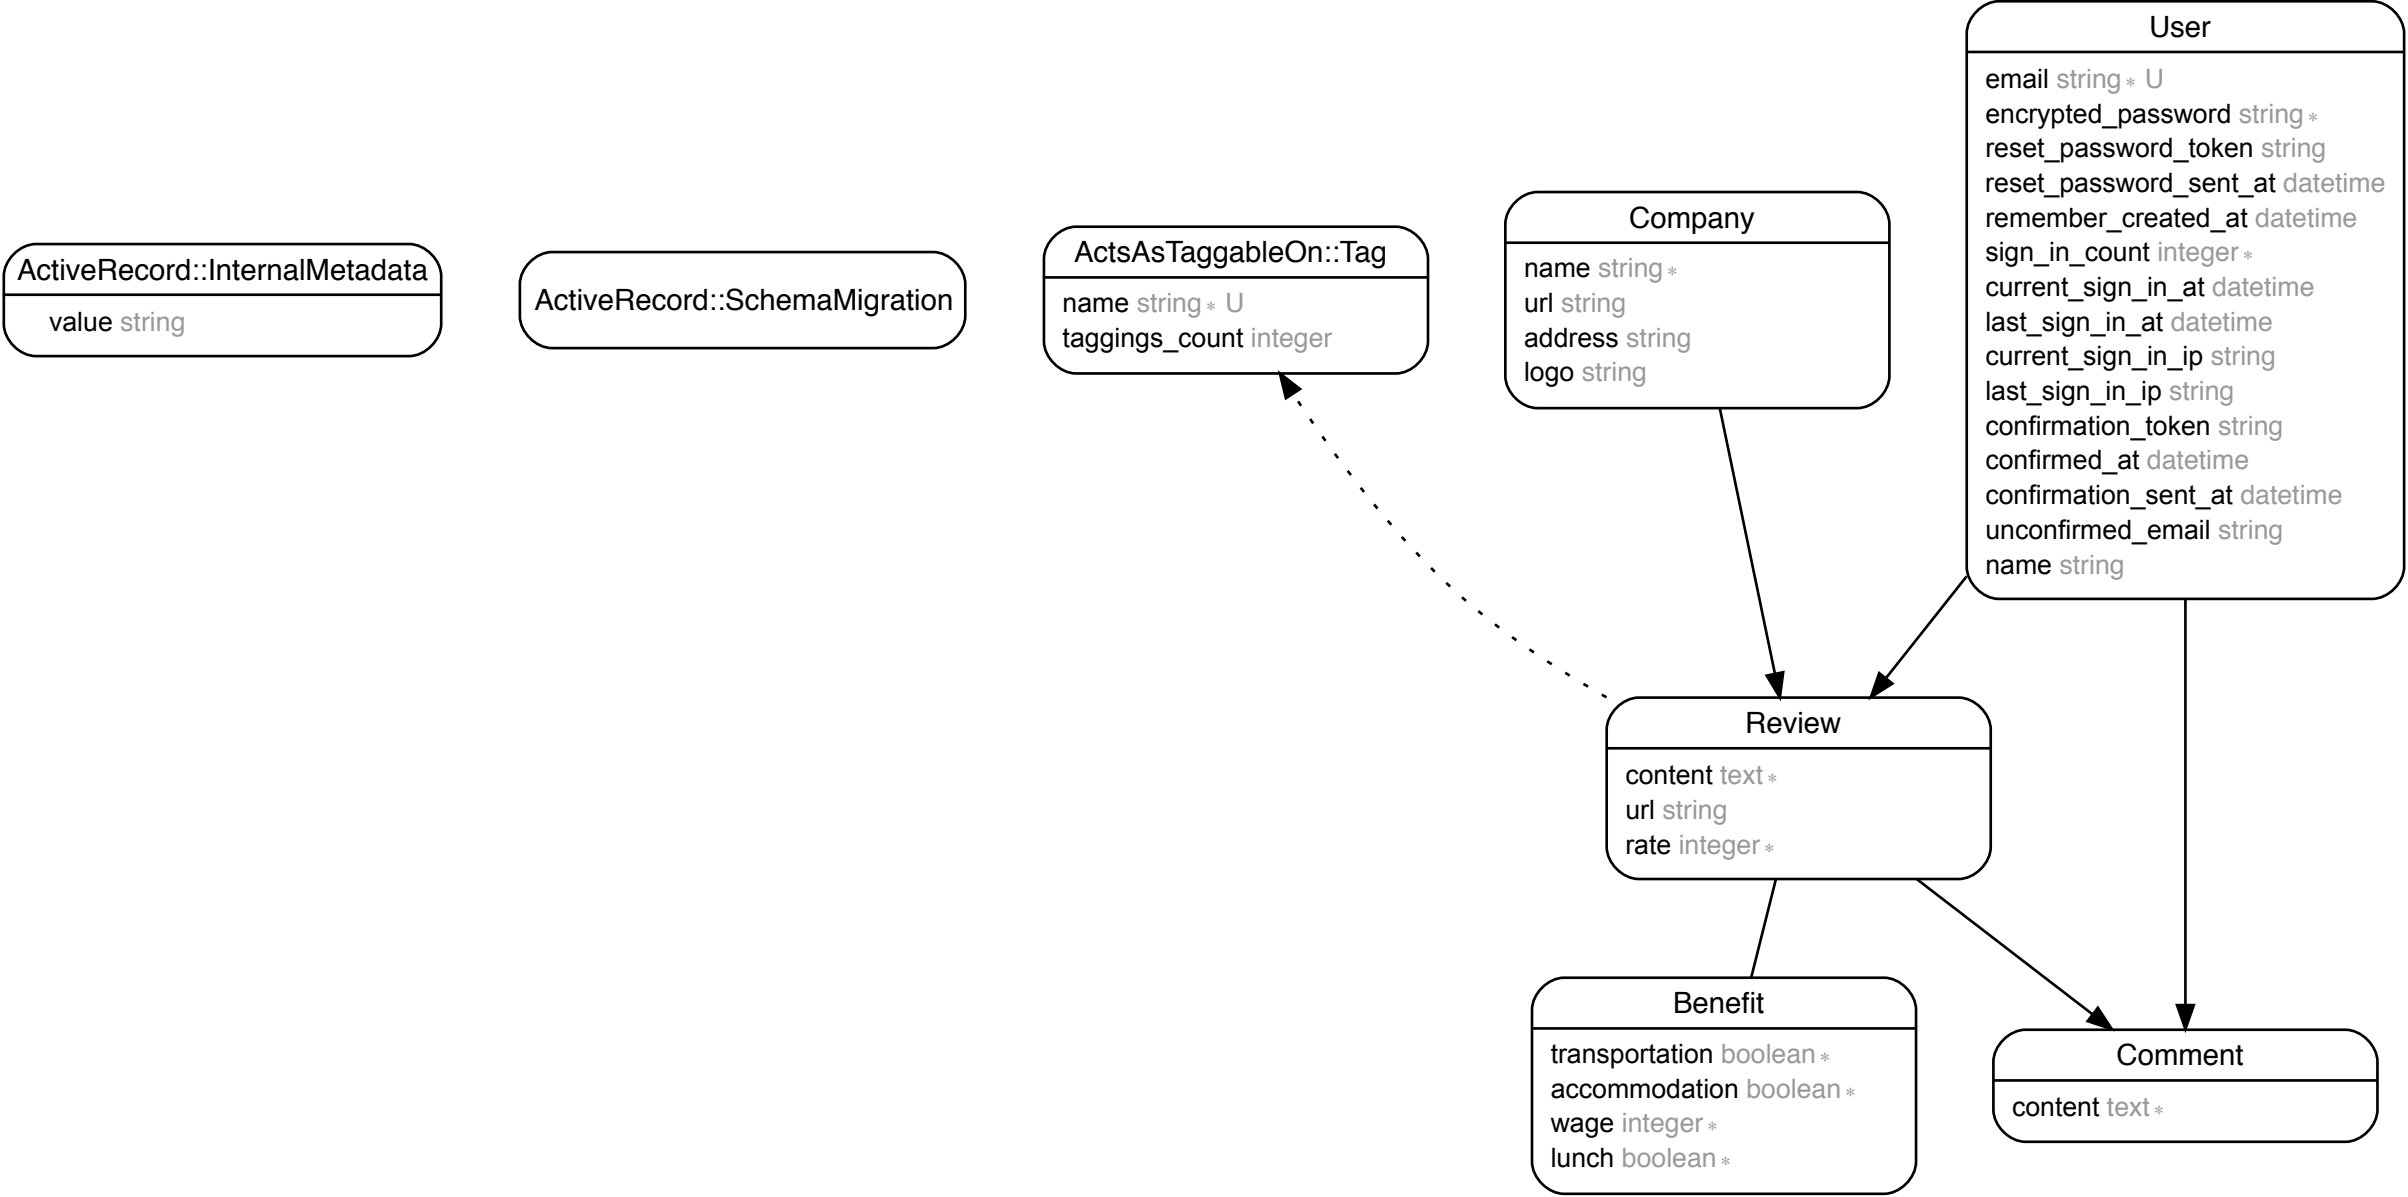 ActiveRecord::InternalMetadata
value string
ActiveRecord::SchemaMigration
ActsAsTaggableOn::Tag
name string ∗ U
taggings_count integer
Company
name string ∗
url string
address string
logo string
User
email string ∗ U
encrypted_password string ∗
reset_password_token string
reset_password_sent_at datetime
remember_created_at datetime
sign_in_count integer ∗
current_sign_in_at datetime
last_sign_in_at datetime
current_sign_in_ip string
last_sign_in_ip string
confirmation_token string
confirmed_at datetime
confirmation_sent_at datetime
unconfirmed_email string
name string
Review
content text ∗
url string
rate integer ∗
Benefit
transportation boolean ∗
accommodation boolean ∗
wage integer ∗
lunch boolean ∗
Comment
content text ∗